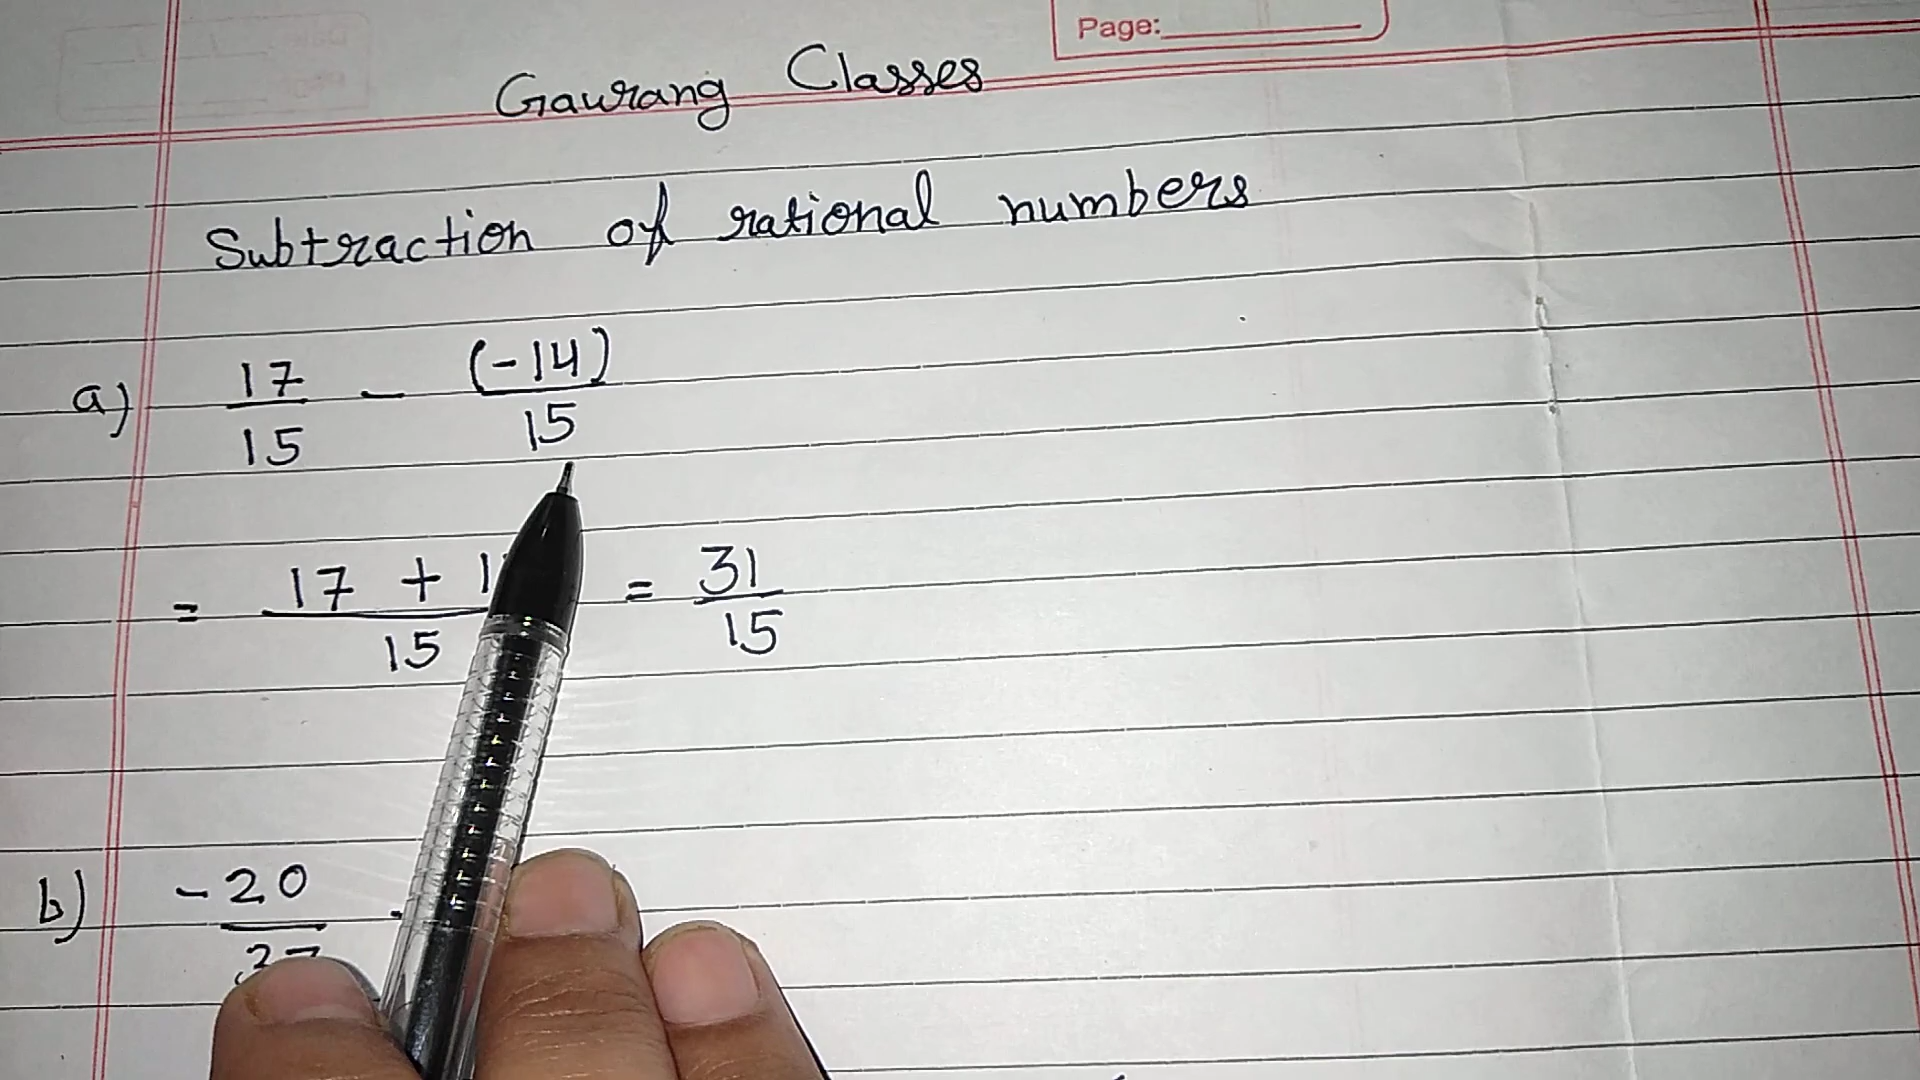 Page:
Gaurang Classes
Subtraction of rational numbers
a) 17/15 - (-14)/15
= 17 + 1 /15 = 31/15
b) -20